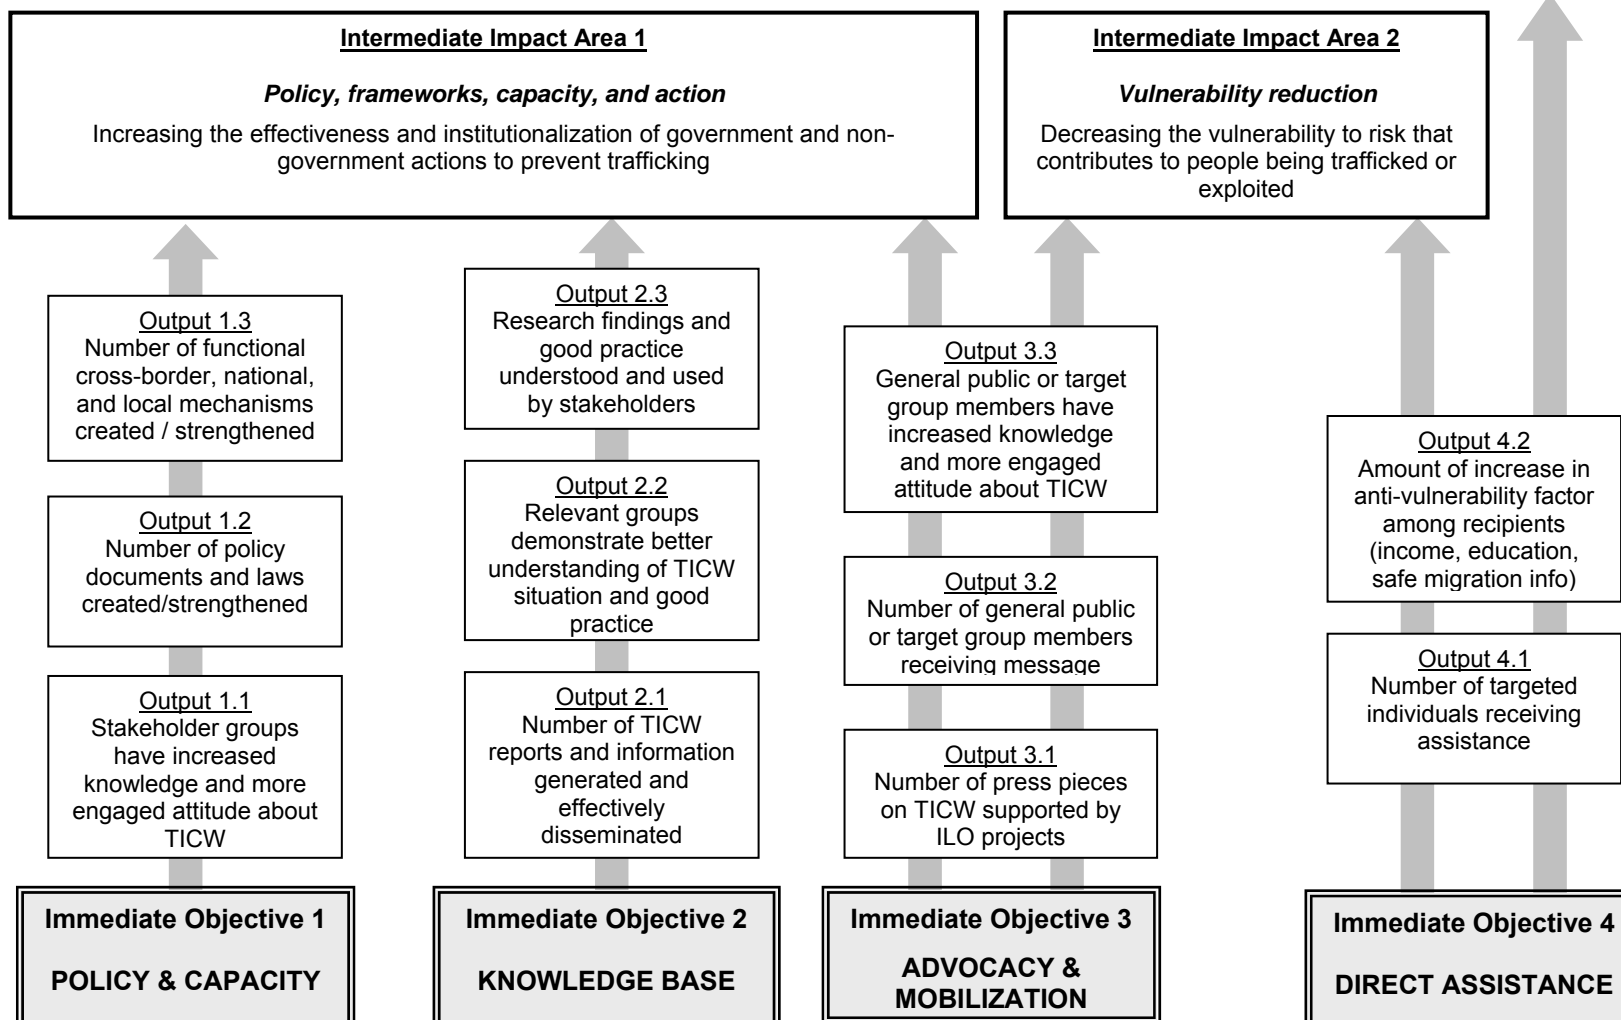 Intermediate Impact Area 1
Policy, frameworks, capacity, and action
Increasing the effectiveness and institutionalization of government and non-
government actions to prevent trafficking
Intermediate Impact Area 2
Vulnerability reduction
Decreasing the vulnerability to risk that
contributes to people being trafficked or
exploited
Output 1.3
Number of functional
cross-border, national,
and local mechanisms
created / strengthened
Output 1.2
Number of policy
documents and laws
created/strengthened
Output 1.1
Stakeholder groups
have increased
knowledge and more
engaged attitude about
TICW
Immediate Objective 1
POLICY & CAPACITY
Output 2.3
Research findings and
good practice
understood and used
by stakeholders
Output 2.2
Relevant groups
demonstrate better
understanding of TICW
situation and good
practice
Output 2.1
Number of TICW
reports and information
generated and
effectively
disseminated
Immediate Objective 2
KNOWLEDGE BASE
Output 3.3
General public or target
group members have
increased knowledge
and more engaged
attitude about TICW
Output 3.2
Number of general public
or target group members
receiving message
Output 3.1
Number of press pieces
on TICW supported by
ILO projects
Immediate Objective 3
ADVOCACY &
MOBILIZATION
Output 4.2
Amount of increase in
anti-vulnerability factor
among recipients
(income, education,
safe migration info)
Output 4.1
Number of targeted
individuals receiving
assistance
Immediate Objective 4
DIRECT ASSISTANCE